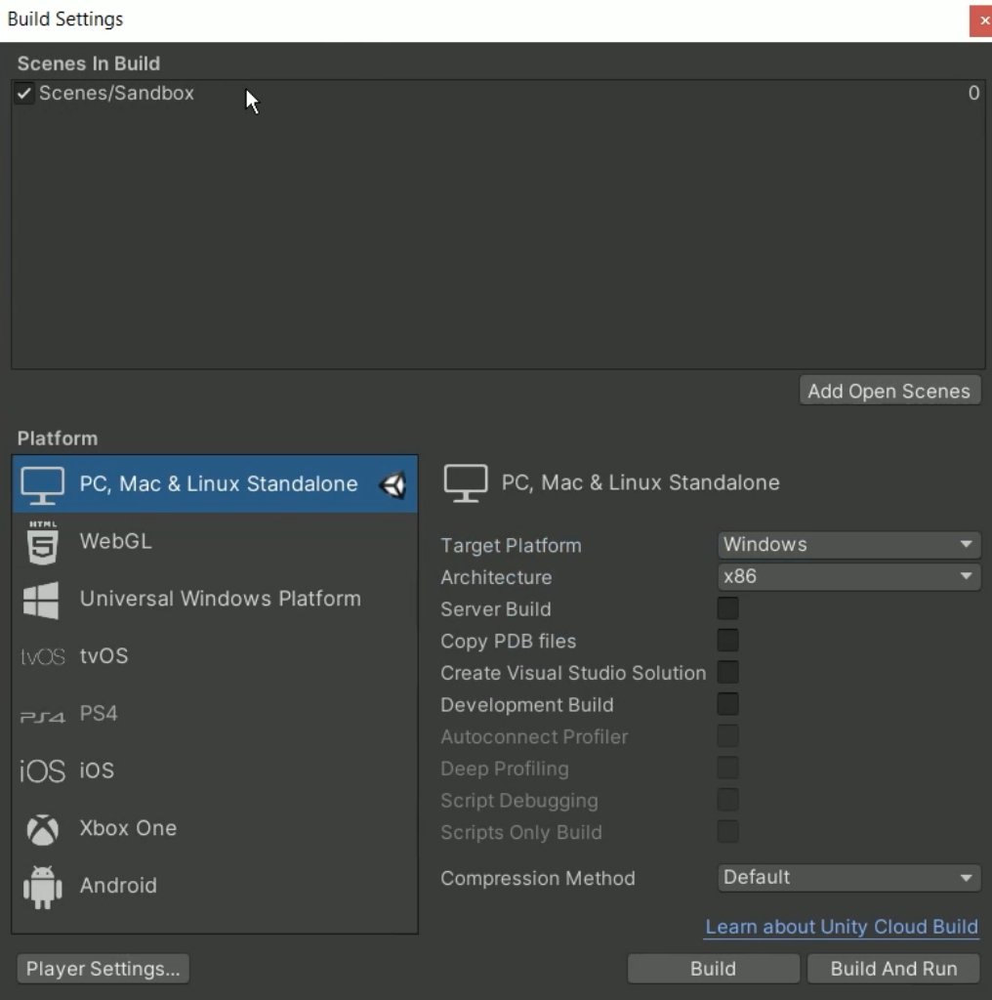 Build Settings
×
Scenes In Build
Scenes/Sandbox 0
Add Open Scenes
Platform
PC, Mac & Linux Standalone
HTML 5 WebGL
Universal Windows Platform
tvOS tvOS
PS4 PS4
iOS iOS
Xbox One
Android
PC, Mac & Linux Standalone
Target Platform Windows
Architecture x86
Server Build
Copy PDB files
Create Visual Studio Solution
Development Build
Autoconnect Profiler
Deep Profiling
Script Debugging
Scripts Only Build
Compression Method Default
Learn about Unity Cloud Build
Player Settings... Build Build And Run